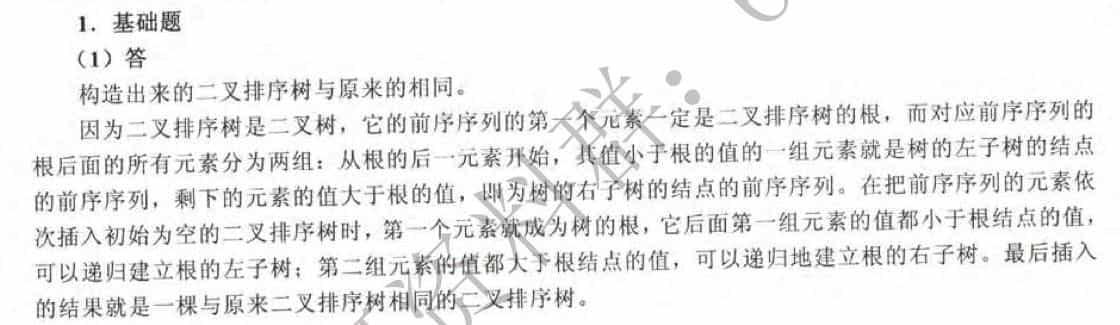 1．基础题
（1）答
构造出来的二叉排序树与原来的相同。
因为二叉排序树是二叉树，它的前序序列的第一个元素一定是二叉排序树的根，而对应前序序列的
根后面的所有元素分为两组：从根的后一元素开始，其值小于根的值的一组元素就是树的左子树的结点
的前序序列，剩下的元素的值大于根的值，即为树的右子树的结点的前序序列。在把前序序列的元素依
次插入初始为空的二叉排序树时，第一个元素就成为树的根，它后面第一组元素的值都小于根结点的值，
可以递归建立根的左子树；第二组元素的值都大于根结点的值，可以递归地建立根的右子树。最后插入
的结果就是一棵与原来二叉排序树相同的二叉排序树。
资料群：